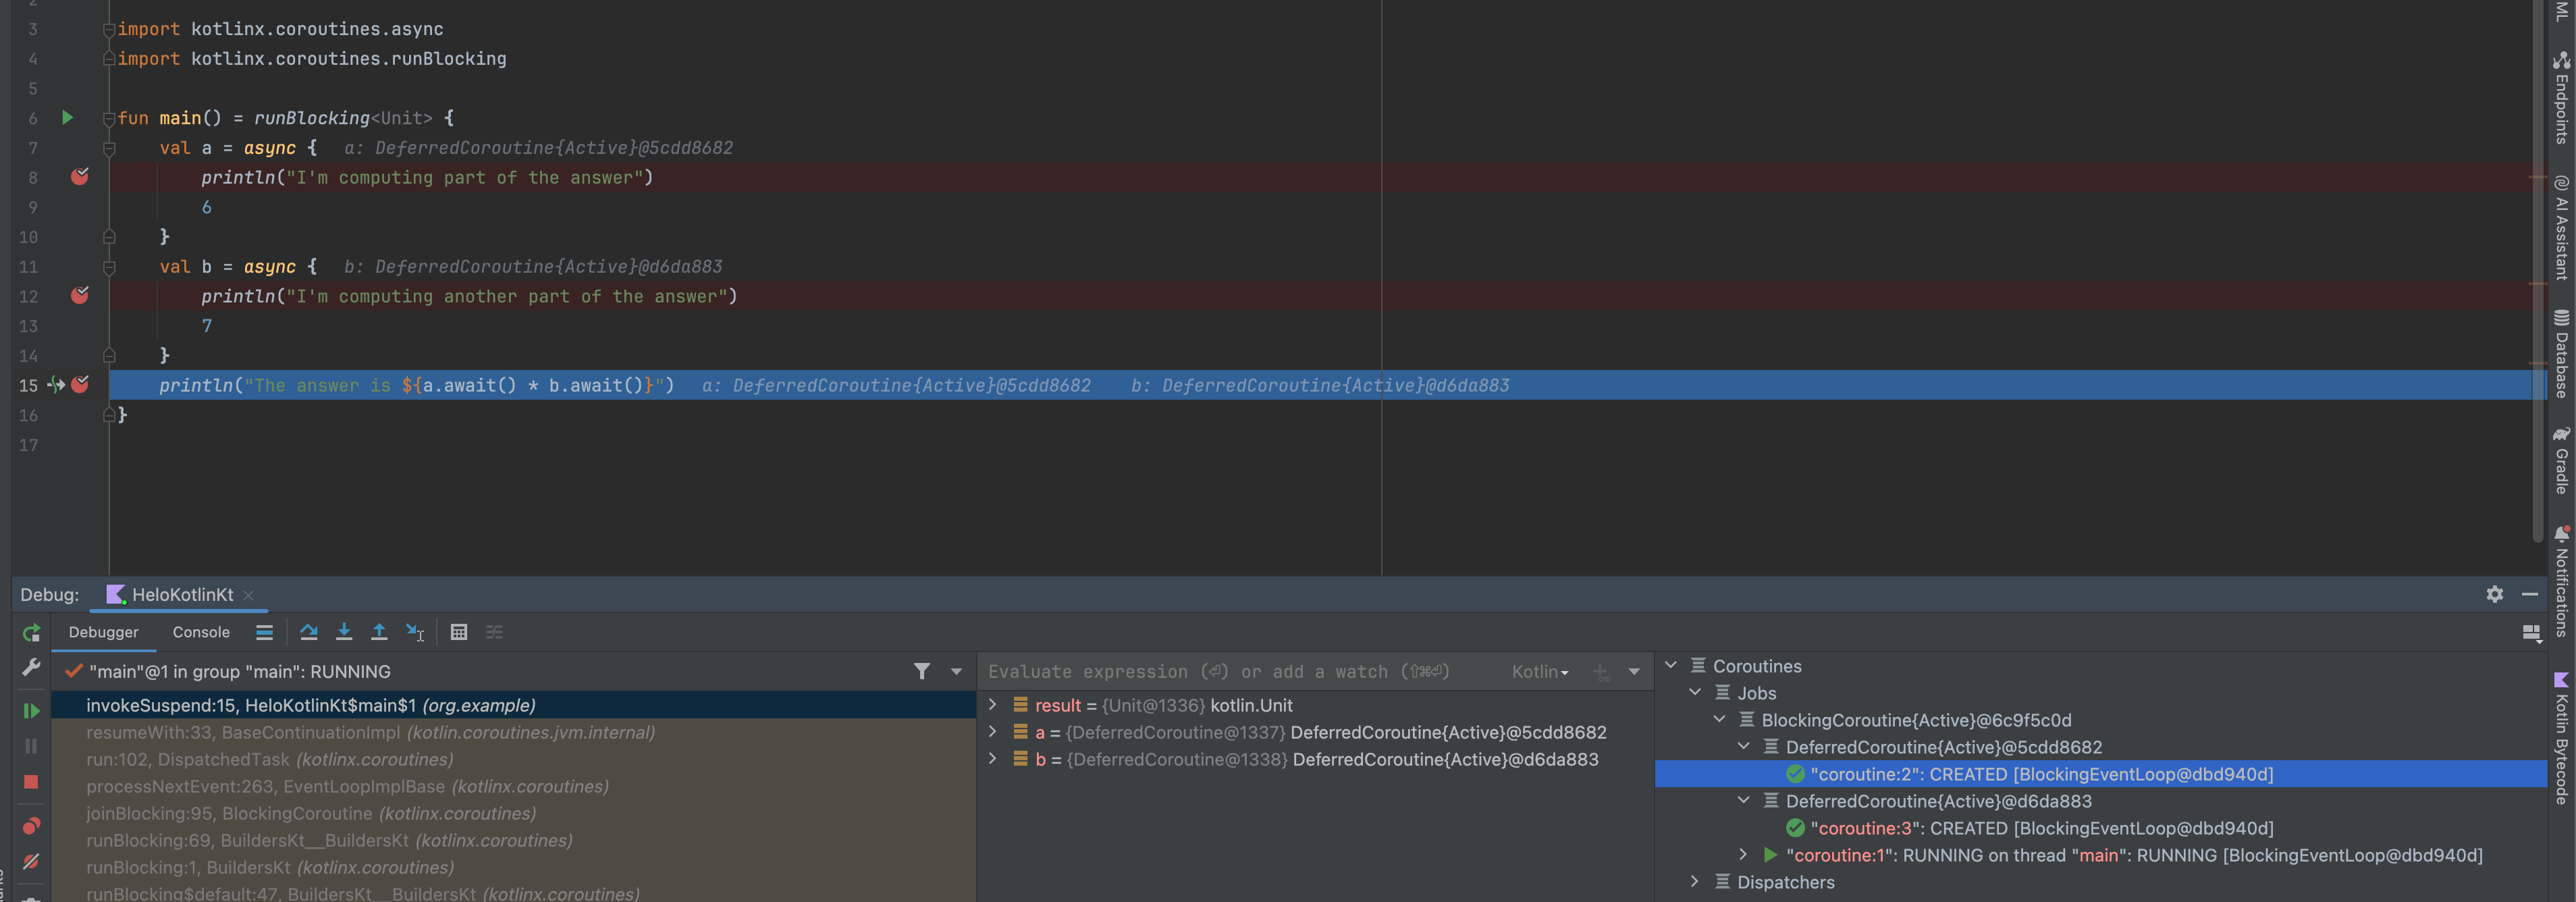 2
3 import kotlinx.coroutines.async
4 import kotlinx.coroutines.runBlocking
5
6 fun main() = runBlocking<Unit> {
7 val a = async { a: DeferredCoroutine{Active}@5cdd8682
8 println("I'm computing part of the answer")
9 6
10 }
11 val b = async { b: DeferredCoroutine{Active}@d6da883
12 println("I'm computing another part of the answer")
13 7
14 }
15 println("The answer is ${a.await() * b.await()}") a: DeferredCoroutine{Active}@5cdd8682 b: DeferredCoroutine{Active}@d6da883
16 }
17
Debug: HeloKotlinKt
Debugger Console
"main"@1 in group "main": RUNNING
invokeSuspend:15, HeloKotlinKt$main$1 (org.example)
resumeWith:33, BaseContinuationImpl (kotlin.coroutines.jvm.internal)
run:102, DispatchedTask (kotlinx.coroutines)
processNextEvent:263, EventLoopImplBase (kotlinx.coroutines)
joinBlocking:95, BlockingCoroutine (kotlinx.coroutines)
runBlocking:69, BuildersKt__BuildersKt (kotlinx.coroutines)
runBlocking:1, BuildersKt (kotlinx.coroutines)
runBlocking$default:47, BuildersKt__BuildersKt (kotlinx.coroutines)
Evaluate expression (⏎) or add a watch (⇧⌘⏎) Kotlin
result = {Unit@1336} kotlin.Unit
a = {DeferredCoroutine@1337} DeferredCoroutine{Active}@5cdd8682
b = {DeferredCoroutine@1338} DeferredCoroutine{Active}@d6da883
Coroutines
Jobs
BlockingCoroutine{Active}@6c9f5c0d
DeferredCoroutine{Active}@5cdd8682
"coroutine:2": CREATED [BlockingEventLoop@dbd940d]
DeferredCoroutine{Active}@d6da883
"coroutine:3": CREATED [BlockingEventLoop@dbd940d]
"coroutine:1": RUNNING on thread "main": RUNNING [BlockingEventLoop@dbd940d]
Dispatchers
ML
Endpoints
AI Assistant
Database
Gradle
Notifications
Kotlin Bytecode